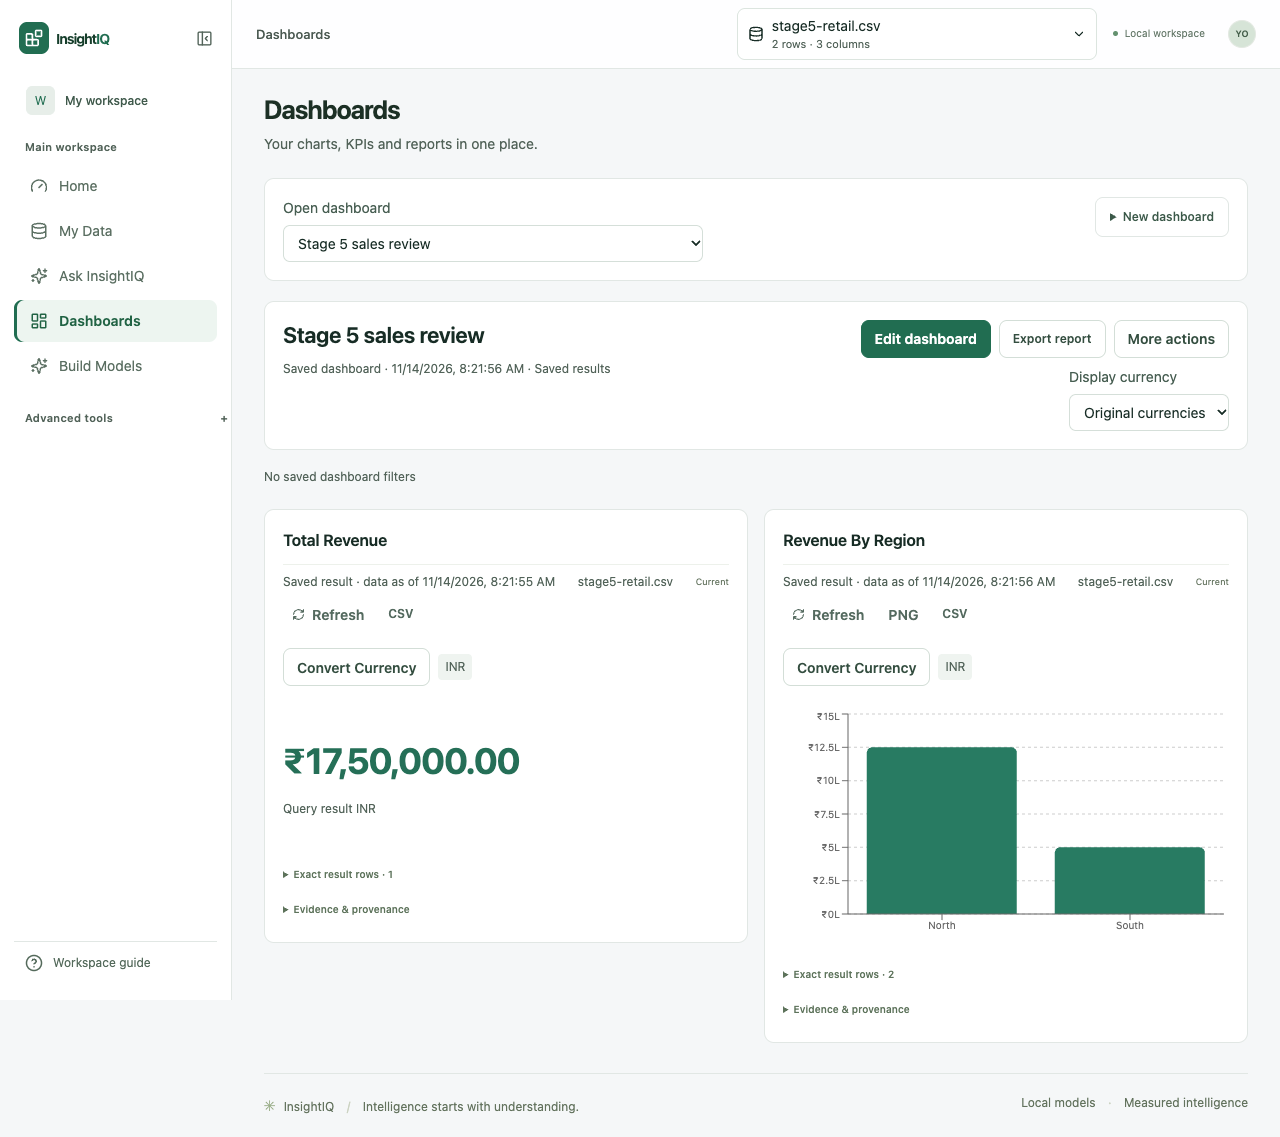 InsightIQ
W My workspace
Main workspace
Home
My Data
Ask InsightIQ
Dashboards
Build Models
Advanced tools +
Workspace guide
Dashboards
stage5-retail.csv
2 rows · 3 columns
Local workspace
YO
Dashboards
Your charts, KPIs and reports in one place.
Open dashboard
Stage 5 sales review
New dashboard
Stage 5 sales review
Saved dashboard · 11/14/2026, 8:21:56 AM · Saved results
Edit dashboard
Export report
More actions
Display currency
Original currencies
No saved dashboard filters
Total Revenue
Saved result · data as of 11/14/2026, 8:21:55 AM stage5-retail.csv Current
Refresh CSV
Convert Currency INR
₹17,50,000.00
Query result INR
Exact result rows · 1
Evidence & provenance
Revenue By Region
Saved result · data as of 11/14/2026, 8:21:56 AM stage5-retail.csv Current
Refresh PNG CSV
Convert Currency INR
₹15L
₹12.5L
₹10L
₹7.5L
₹5L
₹2.5L
₹0L
North South
Exact result rows · 2
Evidence & provenance
InsightIQ / Intelligence starts with understanding.
Local models · Measured intelligence